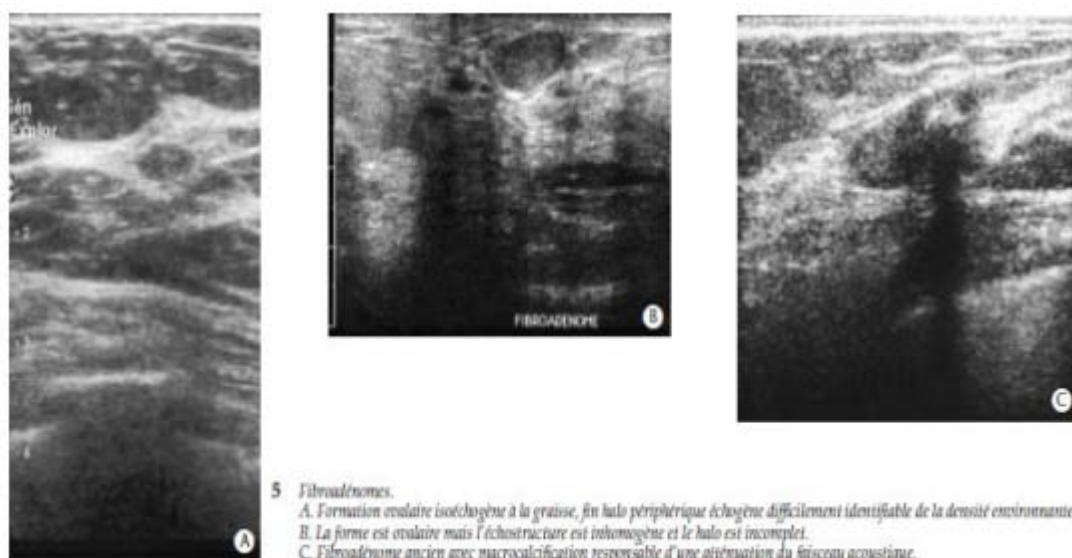 gén
Explor
FIBROADENOME
A
B
C
5 Fibroadénomes.
A. Formation ovalaire isoéchogène à la graisse, fin halo périphérique échogène difficilement identifiable de la densité environnante
B. La forme est ovalaire mais l'échostructure est inhomogène et le halo est incomplet.
C. Fibroadénome ancien avec macrocalcification responsable d'une atténuation du faisceau acoustique.